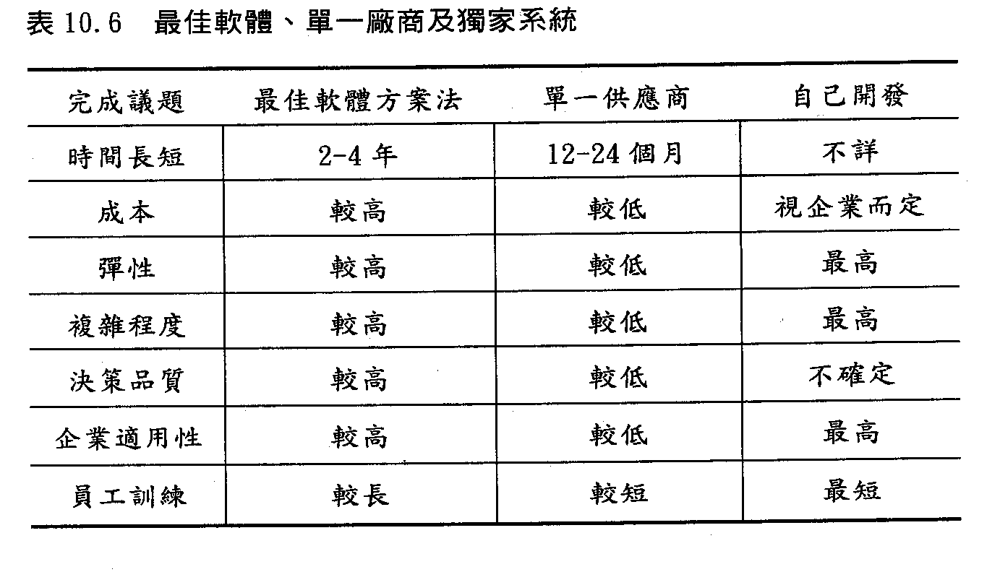 表 10.6 最佳軟體、單一廠商及獨家系統
完成議題 最佳軟體方案法 單一供應商 自己開發
時間長短 2-4 年 12-24 個月 不詳
成本 較高 較低 視企業而定
彈性 較高 較低 最高
複雜程度 較高 較低 最高
決策品質 較高 較低 不確定
企業適用性 較高 較低 最高
員工訓練 較長 較短 最短